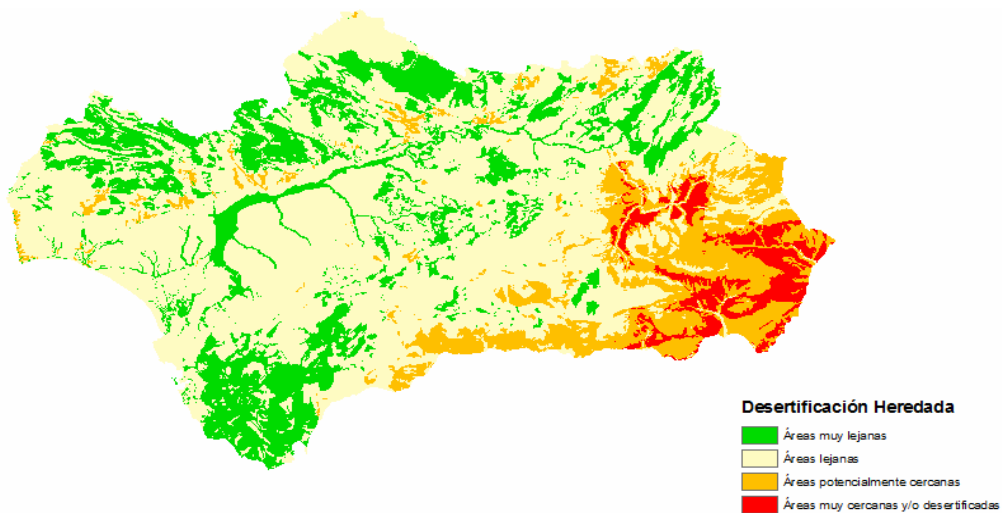 Desertificación Heredada
Áreas muy lejanas
Áreas lejanas
Áreas potencialmente cercanas
Áreas muy cercanas y/o desertificadas